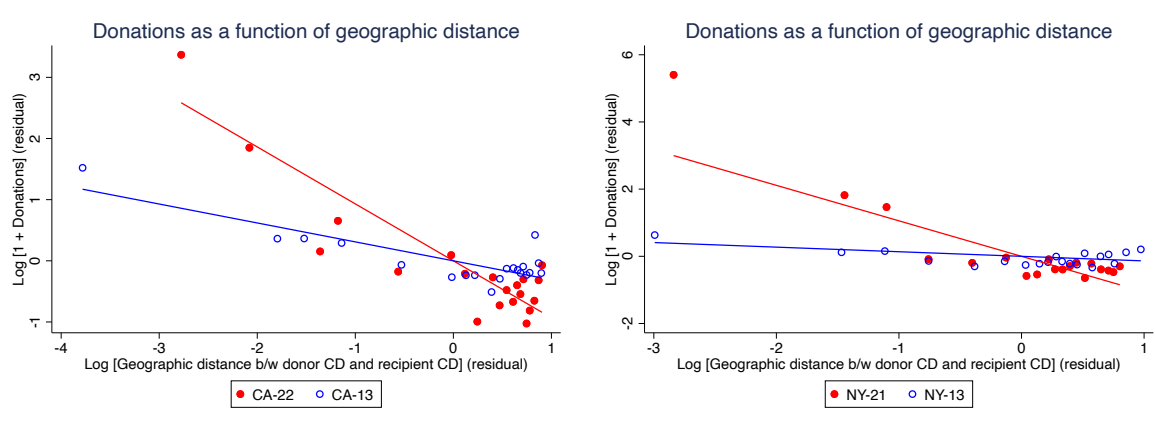 Donations as a function of geographic distance
Log [1 + Donations] (residual)
3
2
1
0
-1
-4 -3 -2 -1 0 1
Log [Geographic distance b/w donor CD and recipient CD] (residual)
CA-22 CA-13
Donations as a function of geographic distance
Log [1 + Donations] (residual)
6
4
2
0
-2
-3 -2 -1 0 1
Log [Geographic distance b/w donor CD and recipient CD] (residual)
NY-21 NY-13